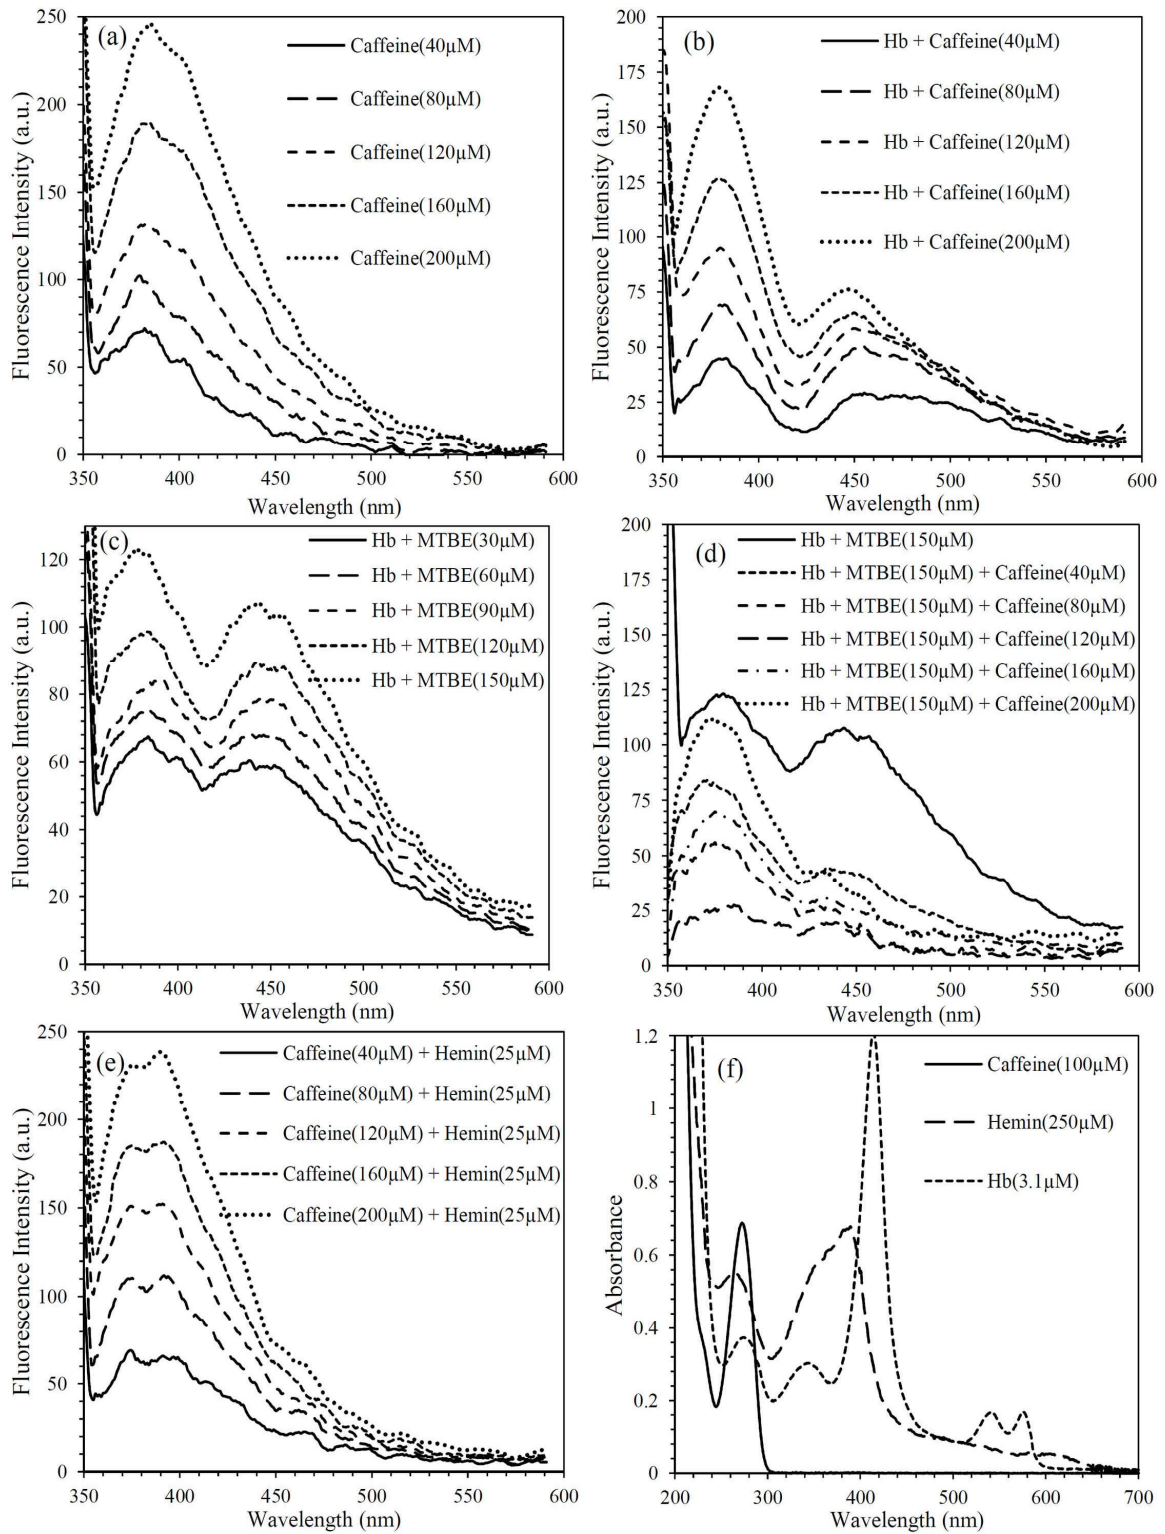 (a)
Caffeine(40µM)
Caffeine(80µM)
Caffeine(120µM)
Caffeine(160µM)
Caffeine(200µM)
Fluorescence Intensity (a.u.)
250
200
150
100
50
0
350 400 450 500 550 600
Wavelength (nm)
(b)
Hb + Caffeine(40µM)
Hb + Caffeine(80µM)
Hb + Caffeine(120µM)
Hb + Caffeine(160µM)
Hb + Caffeine(200µM)
Fluorescence Intensity (a.u.)
200
175
150
125
100
75
50
25
0
350 400 450 500 550 600
Wavelength (nm)
(c)
Hb + MTBE(30µM)
Hb + MTBE(60µM)
Hb + MTBE(90µM)
Hb + MTBE(120µM)
Hb + MTBE(150µM)
Fluorescence Intensity (a.u.)
120
100
80
60
40
20
0
350 400 450 500 550 600
Wavelength (nm)
(d)
Hb + MTBE(150µM)
Hb + MTBE(150µM) + Caffeine(40µM)
Hb + MTBE(150µM) + Caffeine(80µM)
Hb + MTBE(150µM) + Caffeine(120µM)
Hb + MTBE(150µM) + Caffeine(160µM)
Hb + MTBE(150µM) + Caffeine(200µM)
Fluorescence Intensity (a.u.)
200
175
150
125
100
75
50
25
0
350 400 450 500 550 600
Wavelength (nm)
(e)
Caffeine(40µM) + Hemin(25µM)
Caffeine(80µM) + Hemin(25µM)
Caffeine(120µM) + Hemin(25µM)
Caffeine(160µM) + Hemin(25µM)
Caffeine(200µM) + Hemin(25µM)
Fluorescence Intensity (a.u.)
250
200
150
100
50
0
350 400 450 500 550 600
Wavelength (nm)
(f)
Caffeine(100µM)
Hemin(250µM)
Hb(3.1µM)
Absorbance
1.2
1
0.8
0.6
0.4
0.2
0
200 300 400 500 600 700
Wavelength (nm)